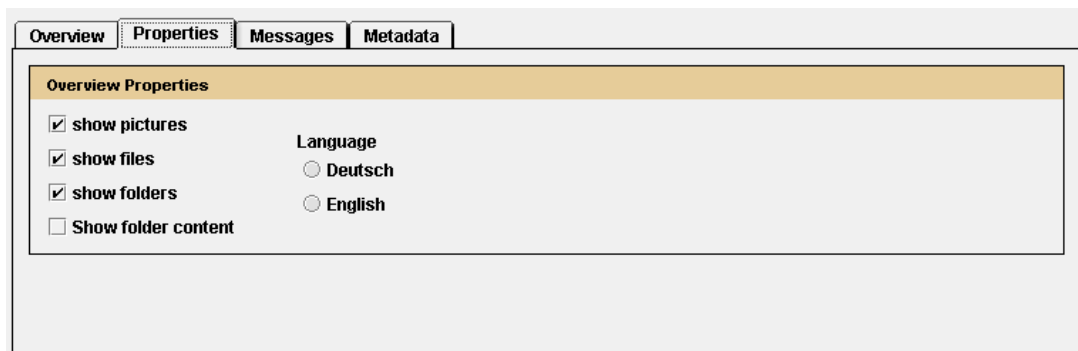 Overview Properties Messages Metadata
Overview Properties
show pictures
show files
show folders
Show folder content
Language
Deutsch
English